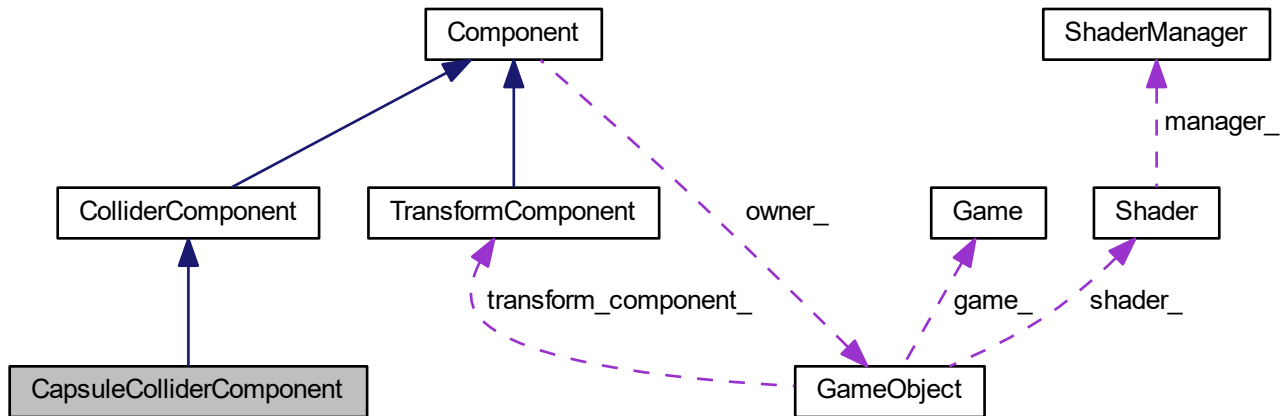 Component
ShaderManager
manager_
ColliderComponent
TransformComponent
owner_
Game
Shader
transform_component_
game_
shader_
CapsuleColliderComponent
GameObject